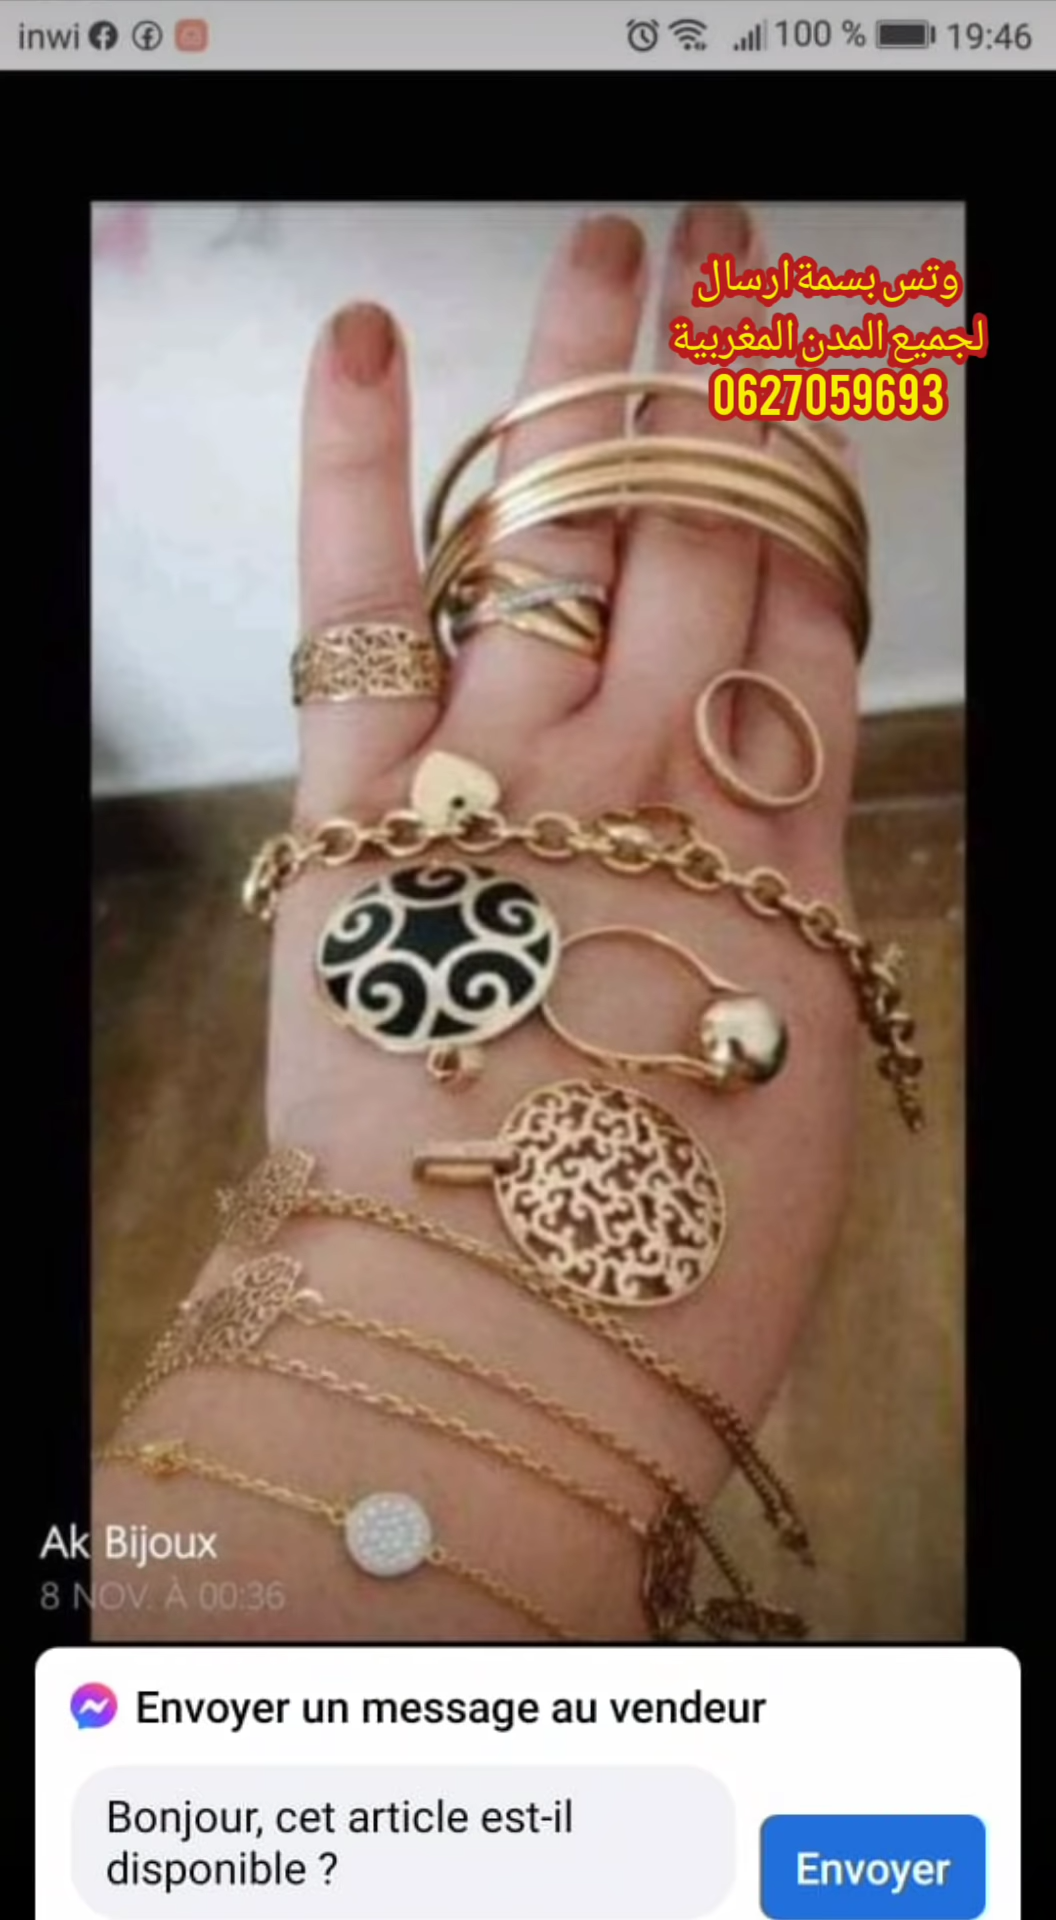 inwi 100 % 19:46
وتس بسمة ارسال
لجميع المدن المغربية
0627059693
Ak Bijoux
8 NOV. À 00:36
Envoyer un message au vendeur
Bonjour, cet article est-il
disponible ?
Envoyer